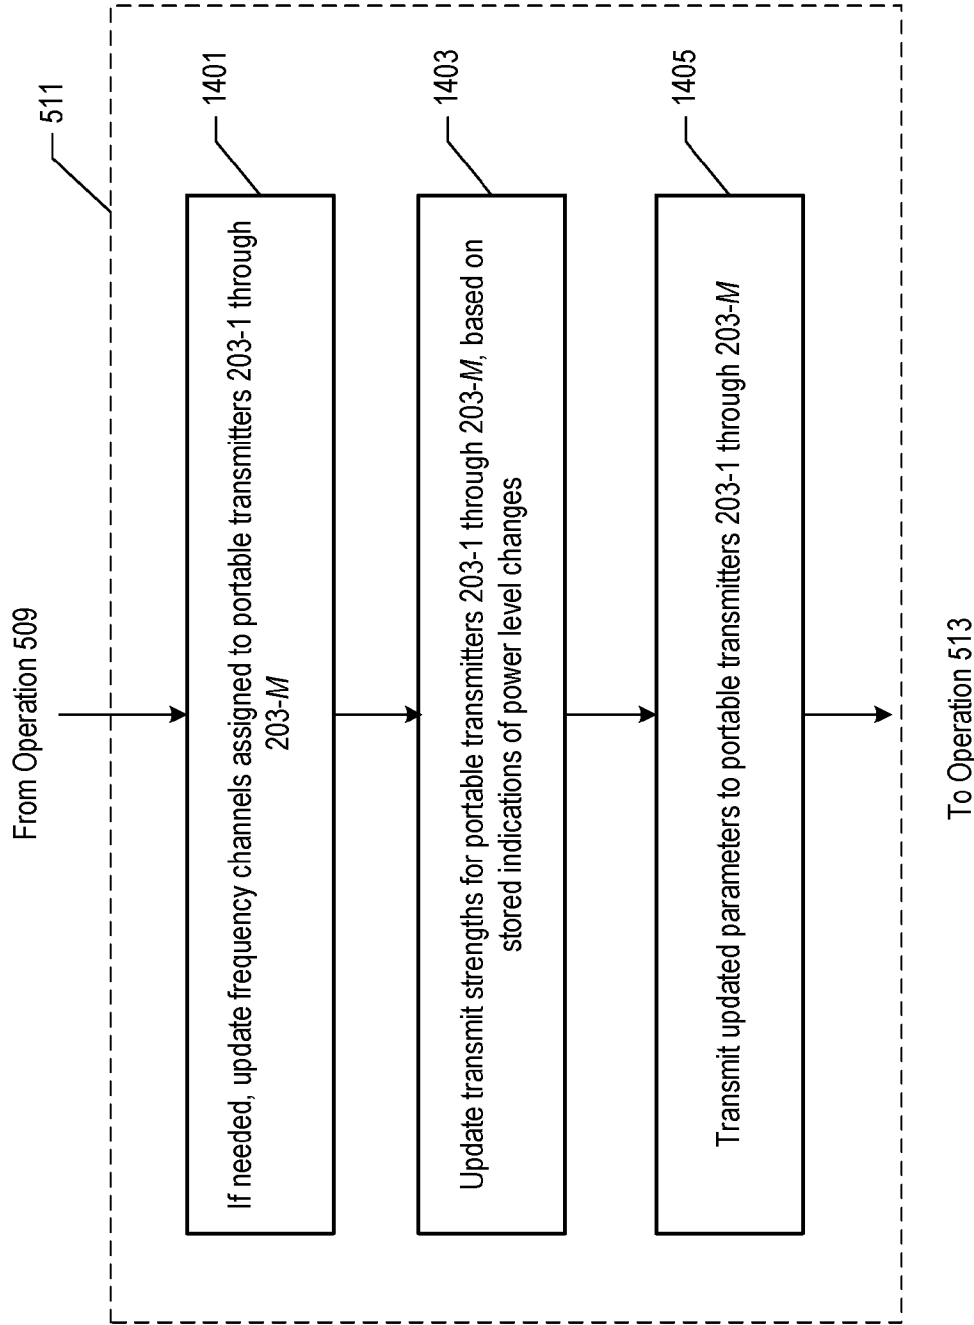 From Operation 509
511
1401
If needed, update frequency channels assigned to portable transmitters 203-1 through
203-M
1403
Update transmit strengths for portable transmitters 203-1 through 203-M, based on
stored indications of power level changes
1405
Transmit updated parameters to portable transmitters 203-1 through 203-M
To Operation 513